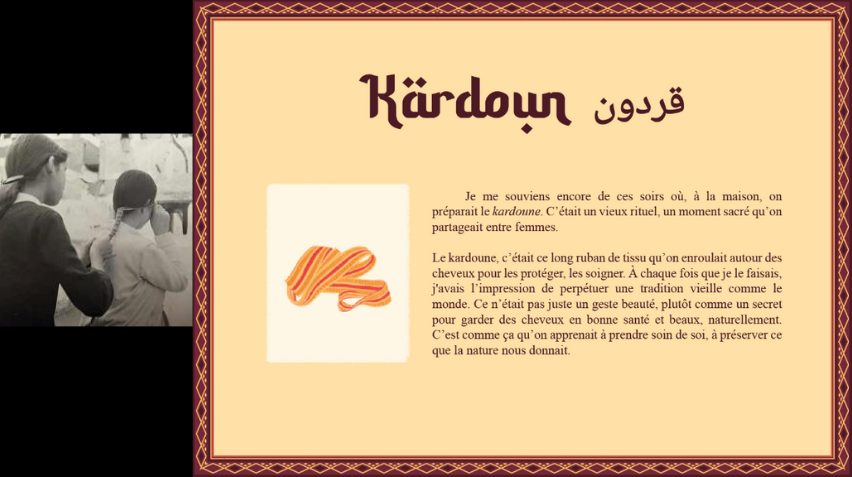 Kärdoun قردون
Je me souviens encore de ces soirs où, à la maison, on
préparait le kardoune. C’était un vieux rituel, un moment sacré qu’on
partageait entre femmes.
Le kardoune, c’était ce long ruban de tissu qu’on enroulait autour des
cheveux pour les protéger, les soigner. À chaque fois que je le faisais,
j'avais l’impression de perpétuer une tradition vieille comme le
monde. Ce n’était pas juste un geste beauté, plutôt comme un secret
pour garder des cheveux en bonne santé et beaux, naturellement.
C’est comme ça qu’on apprenait à prendre soin de soi, à préserver ce
que la nature nous donnait.